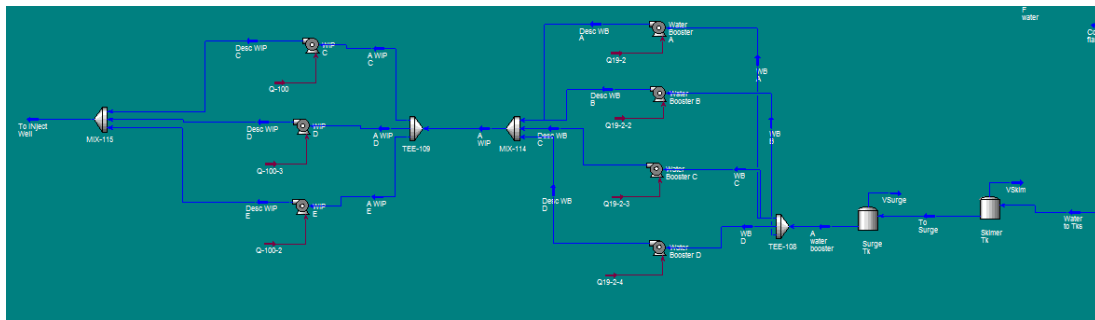 F
water
Co
fla
Desc WIP
C
WIP
C
A WIP
C
Q-100
Desc WB
A
Water
Booster
A
Q19-2
WB
A
Desc WB
B
Water
Booster B
Q19-2-2
WB
B
To INject
Well
MIX-115
Desc WIP
D
WIP
D
A WIP
D
Q-100-3
TEE-109
A
WIP
MIX-114
Desc WB
C
Water
Booster C
Q19-2-3
WB
C
Desc WB
D
Desc WIP
E
WIP
E
A WIP
E
Q-100-2
Water
Booster D
Q19-2-4
WB
D
TEE-108
A
water
booster
VSurge
Surge
Tk
To
Surge
VSkim
Skimer
Tk
Water
to Tks